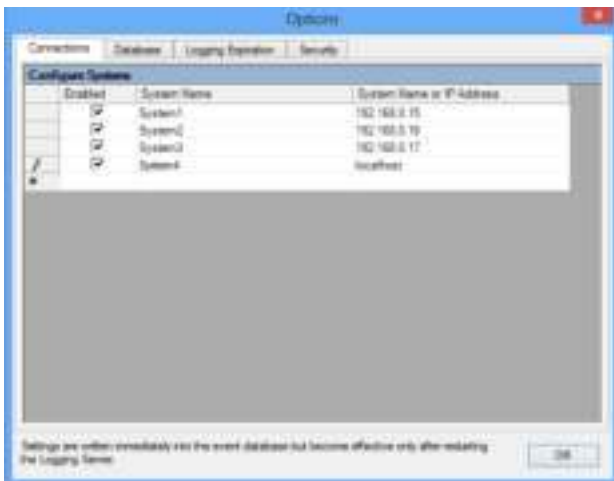 Options
Connections Database Logging Expiration Security
Configure Systems
Enabled System Name System Name or IP Address
System1 192.168.0.15
System2 192.168.0.
System3 192.168.0.17
System4 localhost
Settings are written immediately into the event database but become effective only after restarting
the Logging Server.
OK